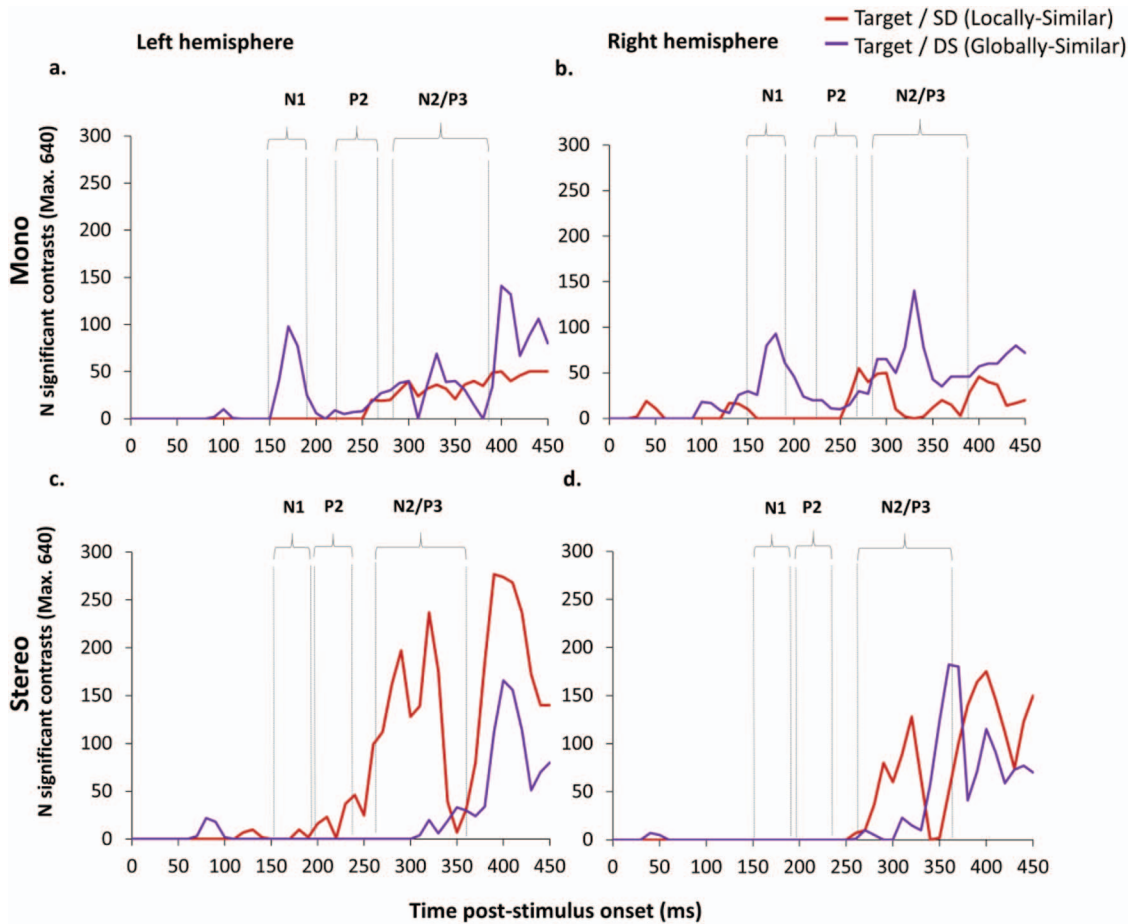 Target / SD (Locally-Similar)
Left hemisphere
Right hemisphere
Target / DS (Globally-Similar)
a.
b.
N1
P2
N2/P3
N1
P2
N2/P3
Mono
N significant contrasts (Max. 640)
300
250
200
150
100
50
0
0 50 100 150 200 250 300 350 400 450
300
250
200
150
100
50
0
0 50 100 150 200 250 300 350 400 450
c.
d.
N1
P2
N2/P3
N1
P2
N2/P3
Stereo
N significant contrasts (Max. 640)
300
250
200
150
100
50
0
0 50 100 150 200 250 300 350 400 450
300
250
200
150
100
50
0
0 50 100 150 200 250 300 350 400 450
Time post-stimulus onset (ms)